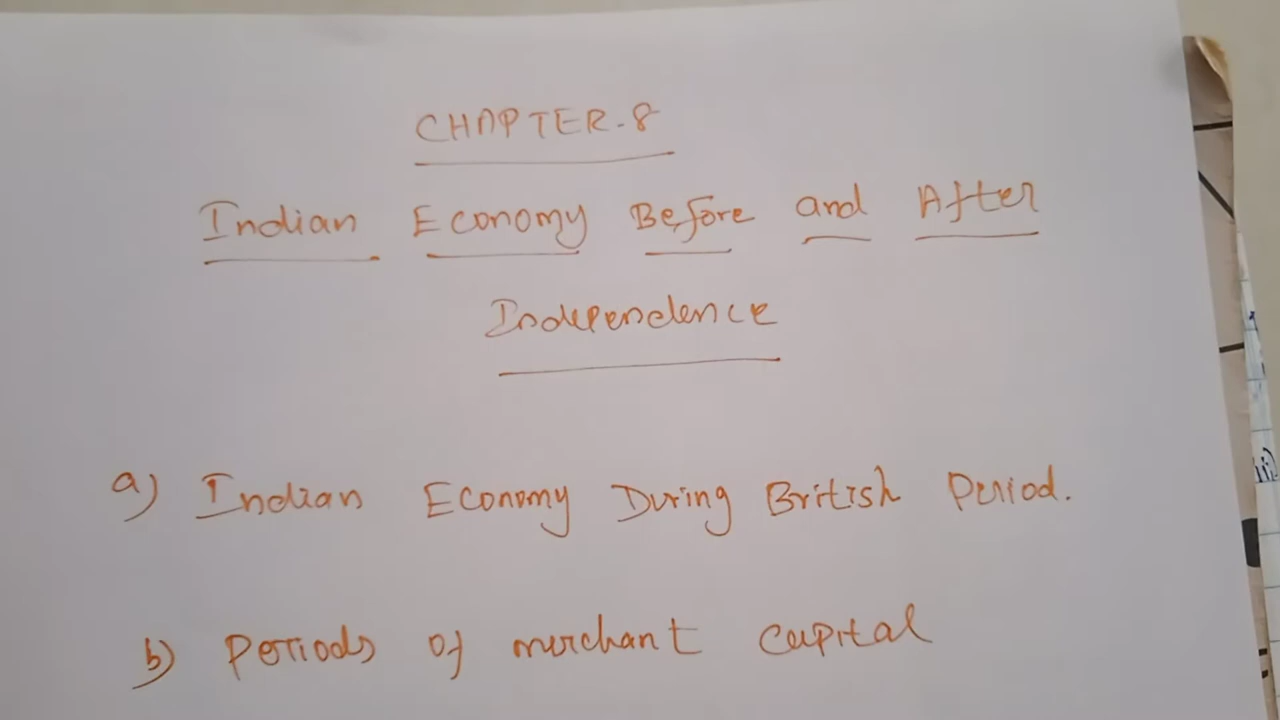 CHAPTER-8
Indian Economy Before and After
Independence
a) Indian Economy During British Period.
b) Periods of merchant capital